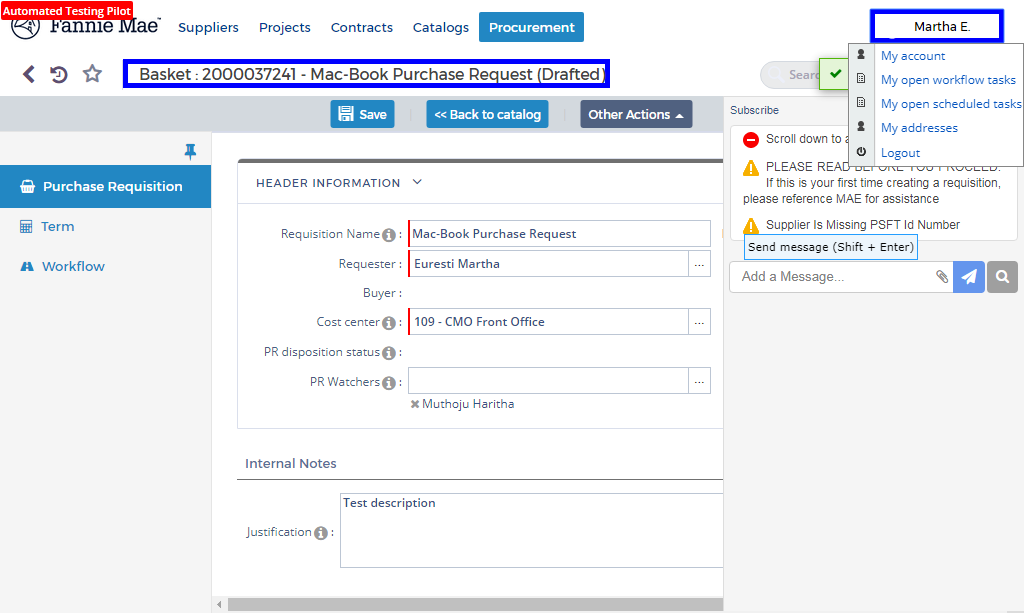 Automated Testing Pilot
Fannie Mae
Suppliers
Projects
Contracts
Catalogs
Procurement
Martha E.
Basket : 2000037241 - Mac-Book Purchase Request (Drafted)
Searc
My account
My open workflow tasks
My open scheduled tasks
My addresses
Logout
Save
<< Back to catalog
Other Actions
Subscribe
Scroll down to a
PLEASE READ BEFORE YOU PROCEED.
If this is your first time creating a requisition,
please reference MAE for assistance
Supplier Is Missing PSFT Id Number
Send message (Shift + Enter)
Add a Message...
Purchase Requisition
Term
Workflow
HEADER INFORMATION
Requisition Name : Mac-Book Purchase Request
Requester : Euresti Martha ...
Buyer :
Cost center : 109 - CMO Front Office ...
PR disposition status :
PR Watchers : ...
Muthoju Haritha
Internal Notes
Justification : Test description